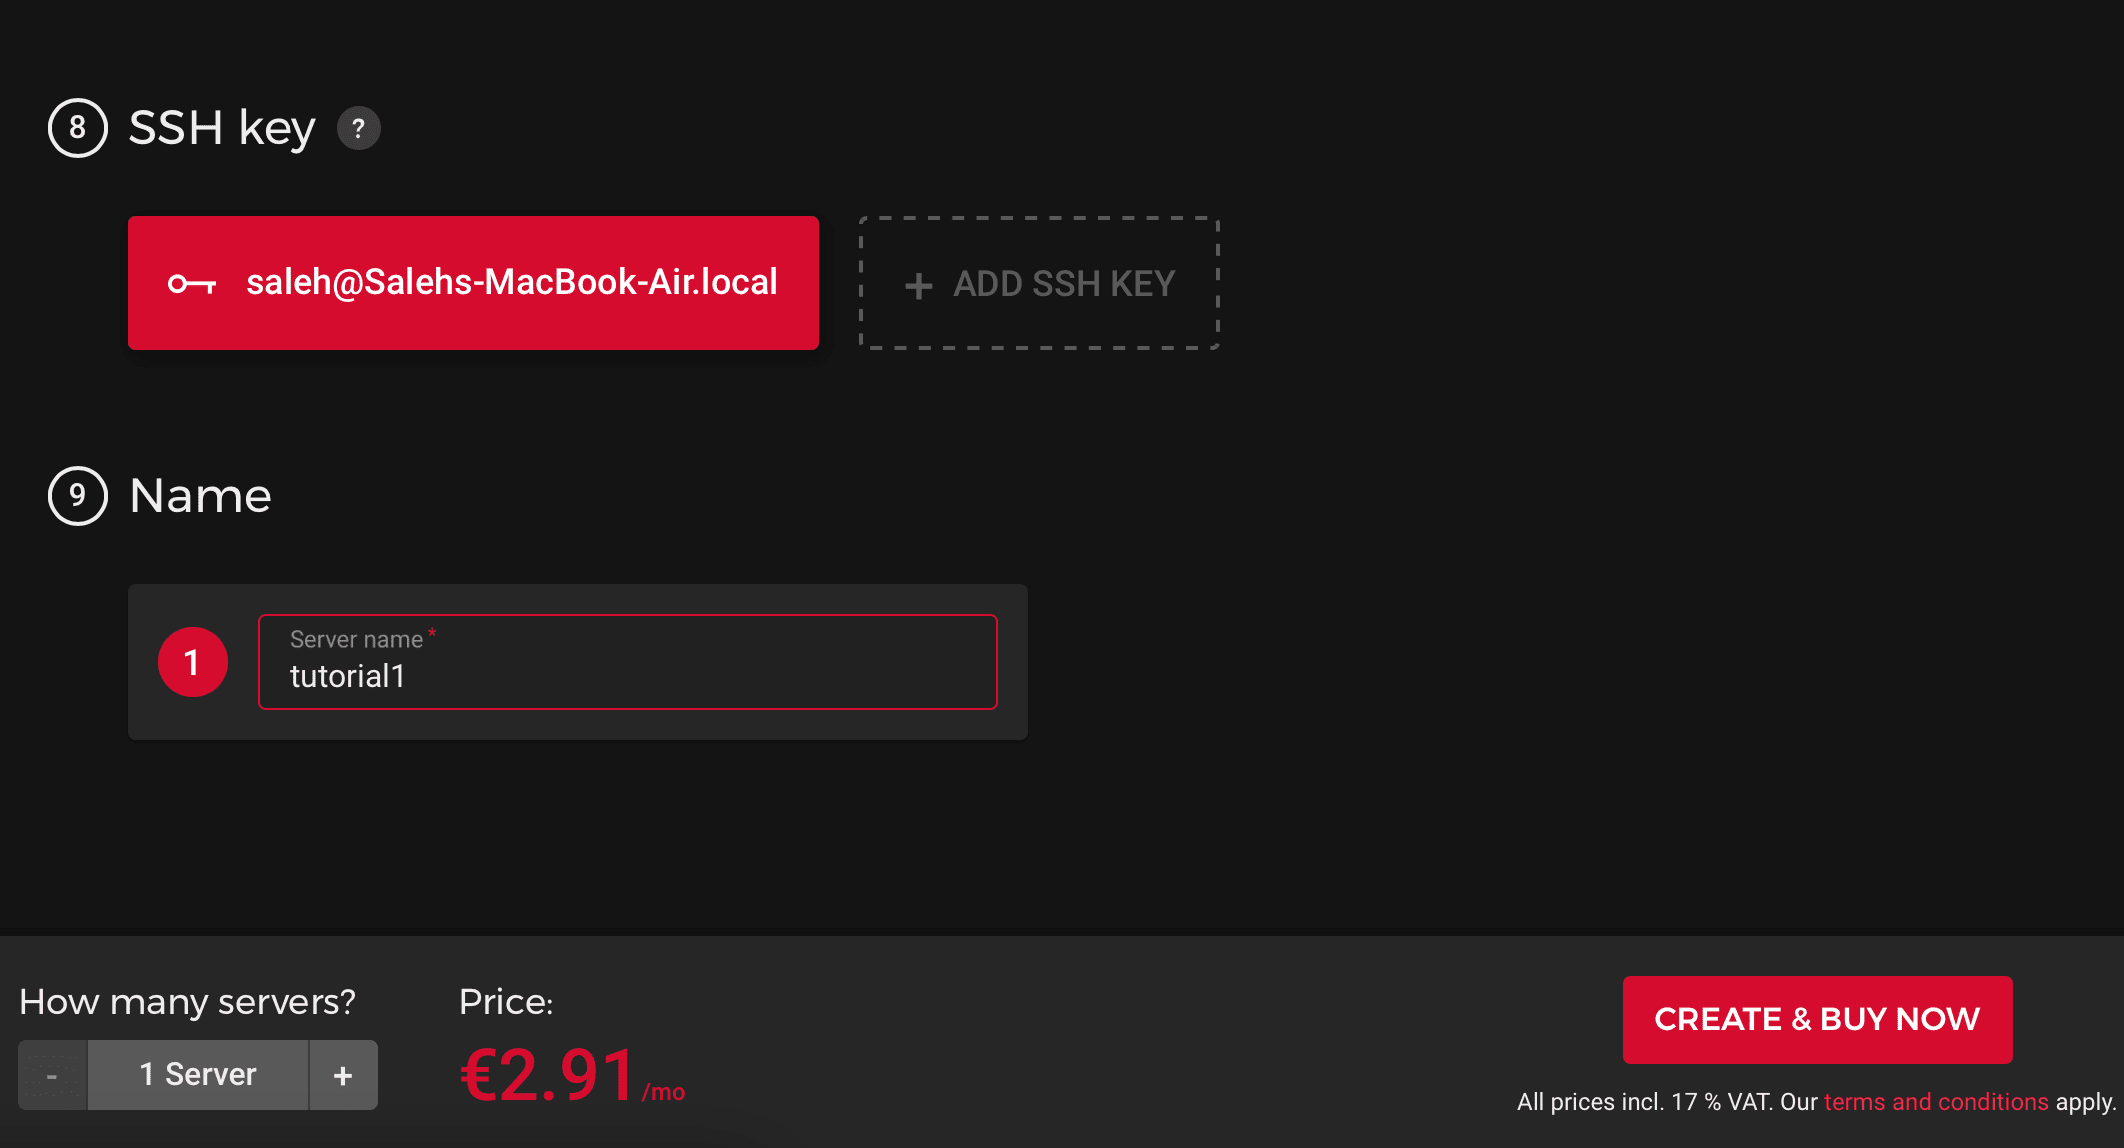 8 SSH key ?
saleh@Salehs-MacBook-Air.local + ADD SSH KEY
9 Name
Server name *
1 tutorial1
How many servers? Price:
- 1 Server + €2.91/mo
CREATE & BUY NOW
All prices incl. 17 % VAT. Our terms and conditions apply.